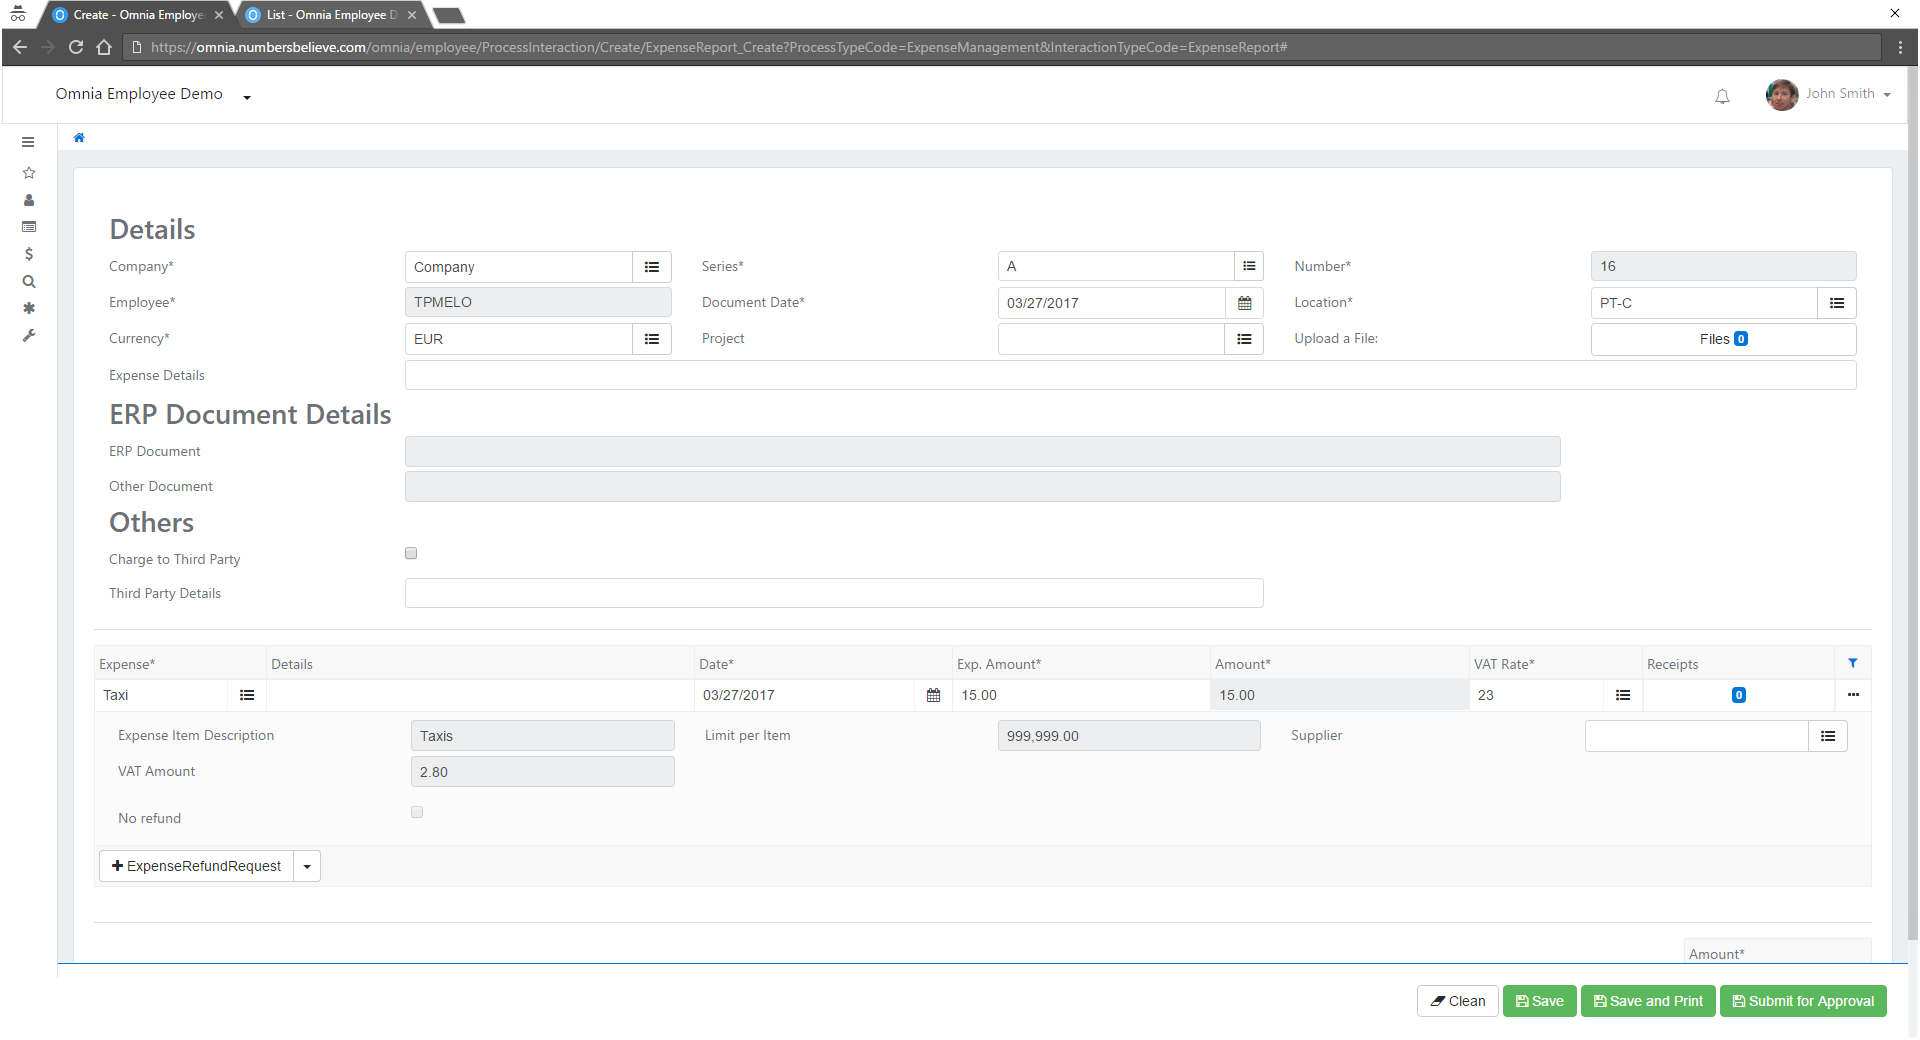 Create - Omnia Employe
List - Omnia Employee D
https://omnia.numbersbelieve.com/omnia/employee/ProcessInteraction/Create/ExpenseReport_Create?ProcessTypeCode=ExpenseManagement&InteractionTypeCode=ExpenseReport#
Omnia Employee Demo
John Smith
Details
Company* Company Series* A Number* 16
Employee* TPMELO Document Date* 03/27/2017 Location* PT-C
Currency* EUR Project Upload a File: Files 0
Expense Details
ERP Document Details
ERP Document
Other Document
Others
Charge to Third Party
Third Party Details
Expense* Details Date* Exp. Amount* Amount* VAT Rate* Receipts
Taxi 03/27/2017 15.00 15.00 23 0
Expense Item Description Taxis Limit per Item 999,999.00 Supplier
VAT Amount 2.80
No refund
ExpenseRefundRequest
Amount*
Clean Save Save and Print Submit for Approval